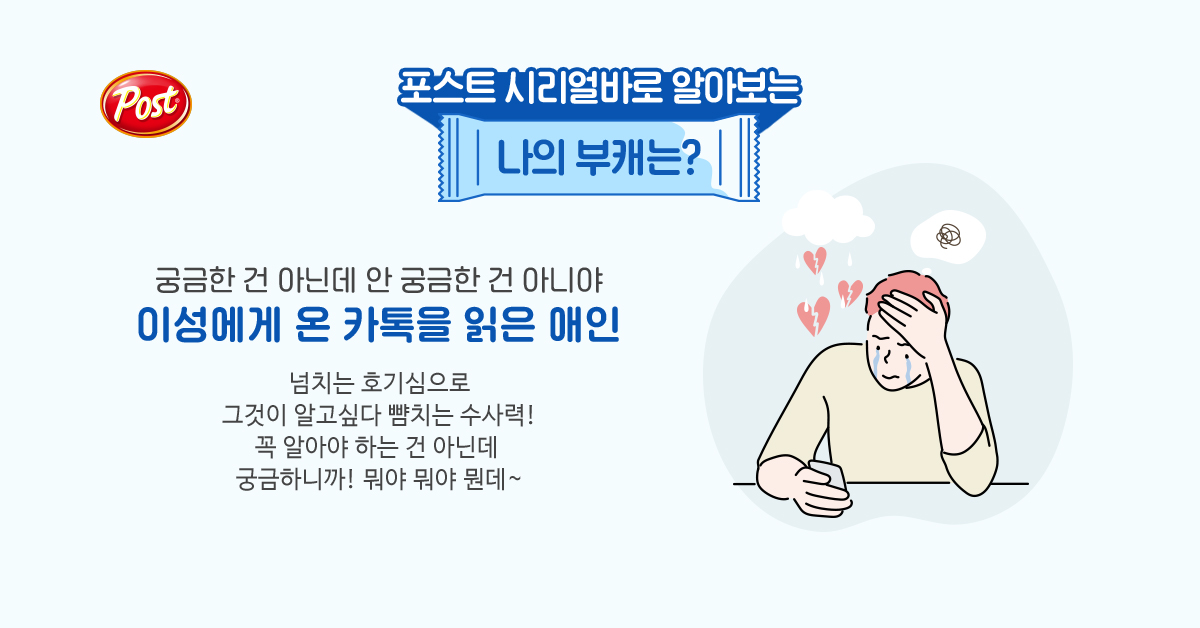 Post
포스트 시리얼바로 알아보는
나의 부캐는?
궁금한 건 아닌데 안 궁금한 건 아니야
이성에게 온 카톡을 읽은 애인
넘치는 호기심으로
그것이 알고싶다 뺨치는 수사력!
꼭 알아야 하는 건 아닌데
궁금하니까! 뭐야 뭐야 뭔데~